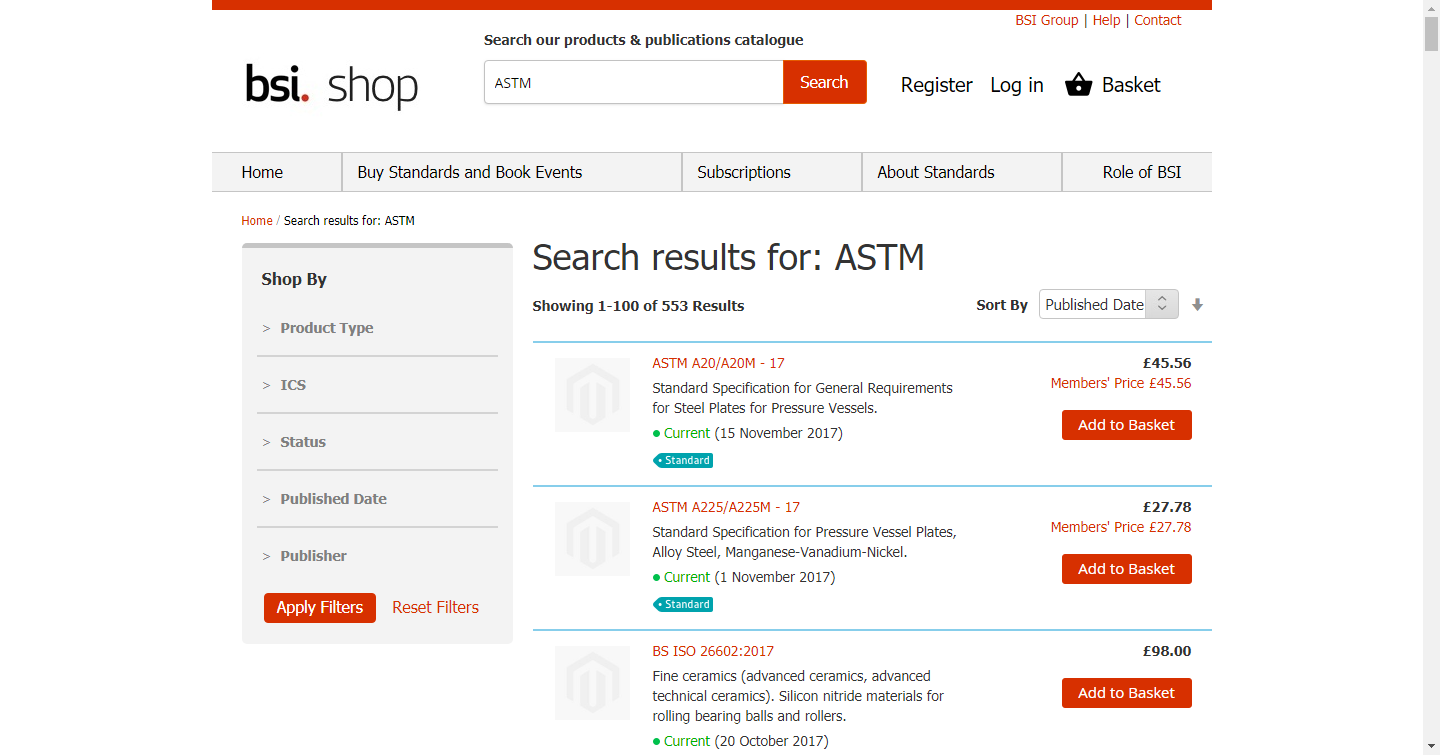 BSI Group | Help | Contact
Search our products & publications catalogue
bsi. shop
ASTM
Search
Register
Log in
Basket
Home
Buy Standards and Book Events
Subscriptions
About Standards
Role of BSI
Home / Search results for: ASTM
Shop By
> Product Type
> ICS
> Status
> Published Date
> Publisher
Apply Filters
Reset Filters
Search results for: ASTM
Showing 1-100 of 553 Results
Sort By
Published Date
ASTM A20/A20M - 17
Standard Specification for General Requirements
for Steel Plates for Pressure Vessels.
Current (15 November 2017)
Standard
£45.56
Members' Price £45.56
Add to Basket
ASTM A225/A225M - 17
Standard Specification for Pressure Vessel Plates,
Alloy Steel, Manganese-Vanadium-Nickel.
Current (1 November 2017)
Standard
£27.78
Members' Price £27.78
Add to Basket
BS ISO 26602:2017
Fine ceramics (advanced ceramics, advanced
technical ceramics). Silicon nitride materials for
rolling bearing balls and rollers.
Current (20 October 2017)
£98.00
Add to Basket